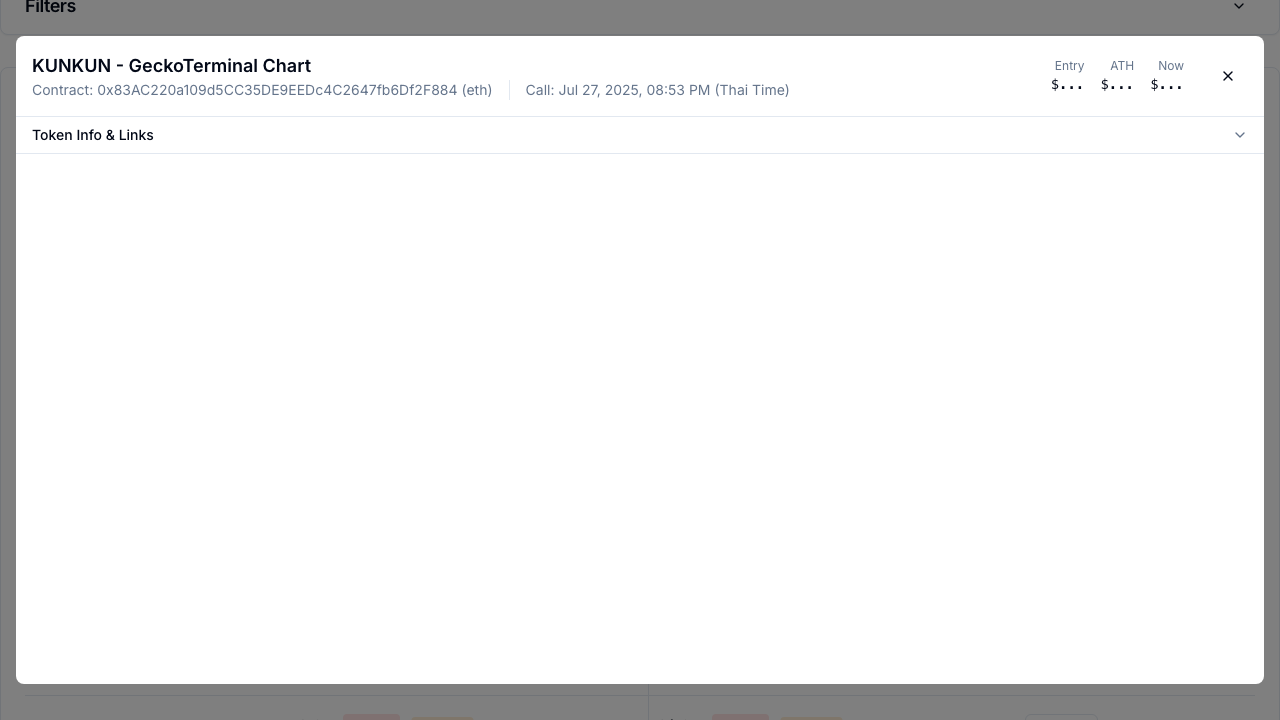 Filters
KUNKUN - GeckoTerminal Chart
Contract: 0x83AC220a109d5CC35DE9EEDc4C2647fb6Df2F884 (eth)
Call: Jul 27, 2025, 08:53 PM (Thai Time)
Entry
$...
ATH
$...
Now
$...
Token Info & Links